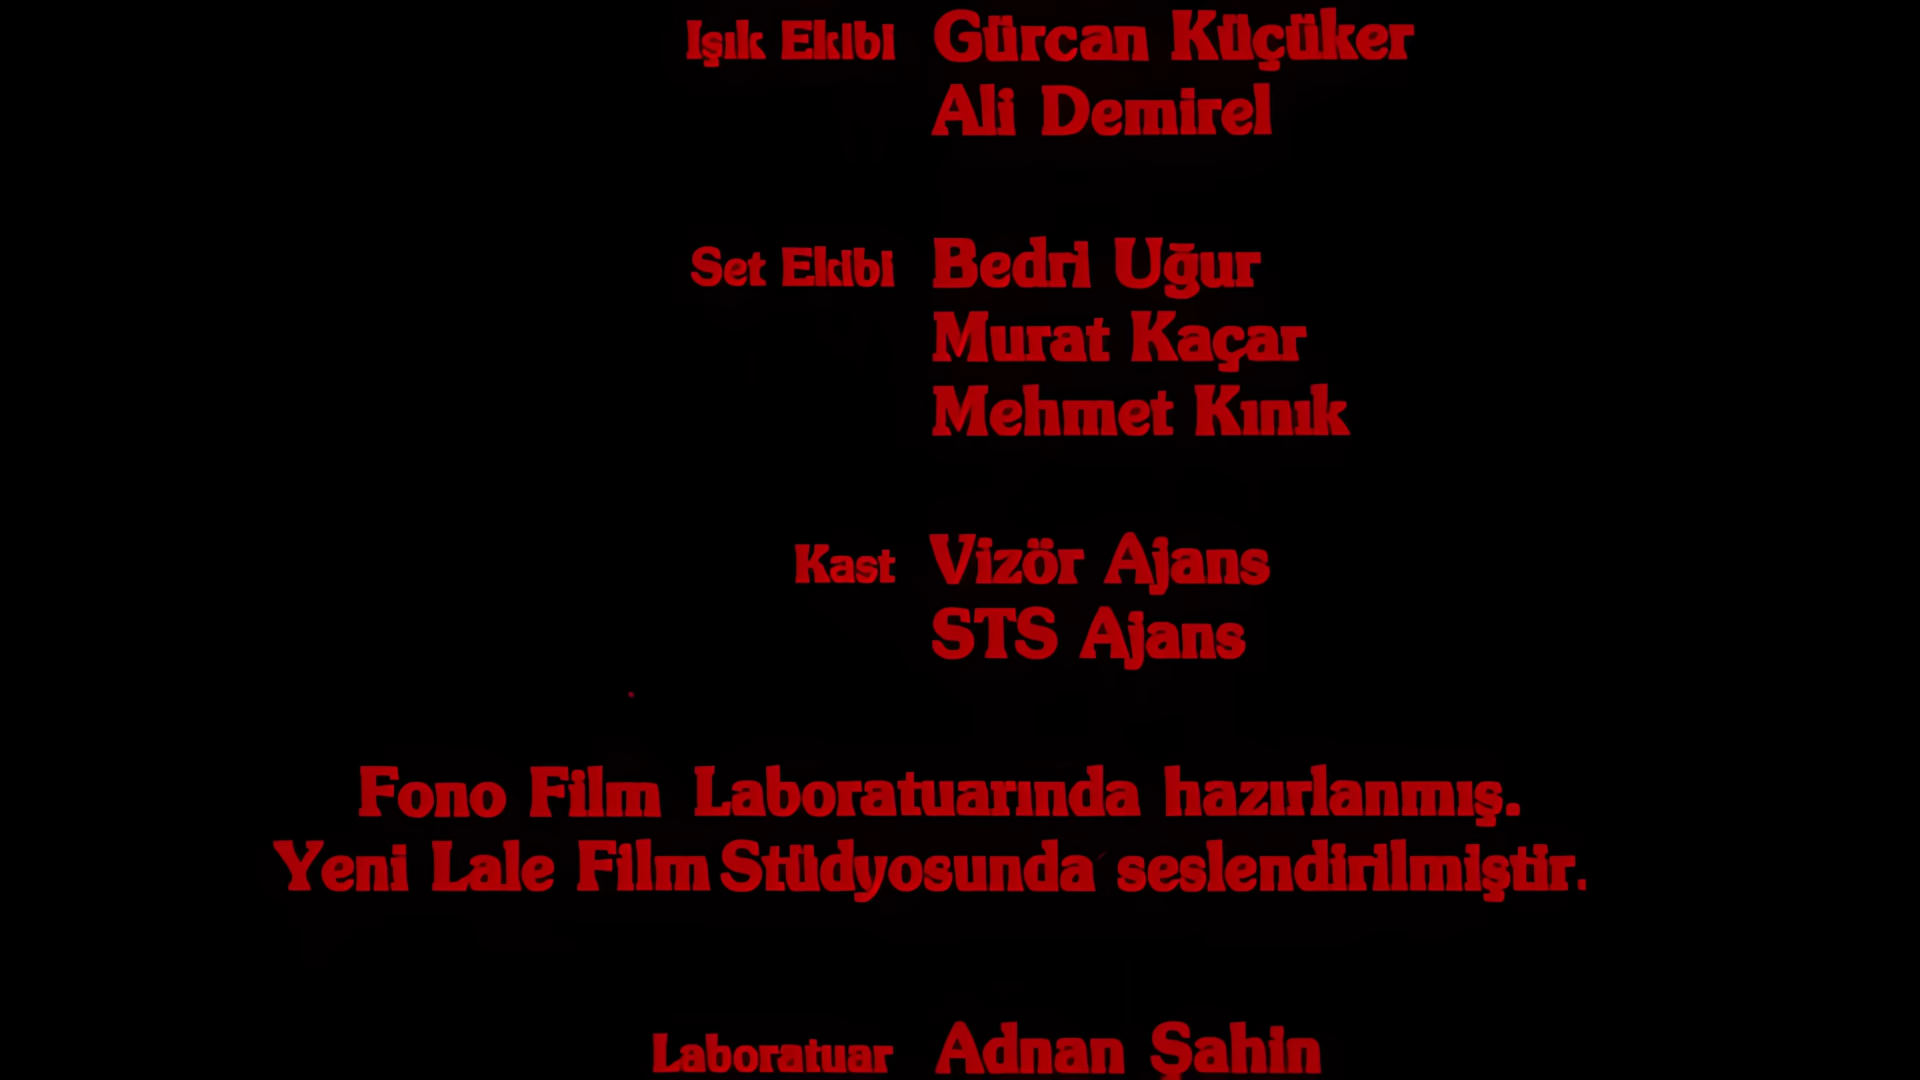 Işık Ekibi Gürcan Küçüker
Ali Demirel
Set Ekibi Bedri Uğur
Murat Kaçar
Mehmet Kınık
Kast Vizör Ajans
STS Ajans
Fono Film Laboratuarında hazırlanmış.
Yeni Lale Film Stüdyosunda seslendirilmiştir.
Laboratuar Adnan Şahin